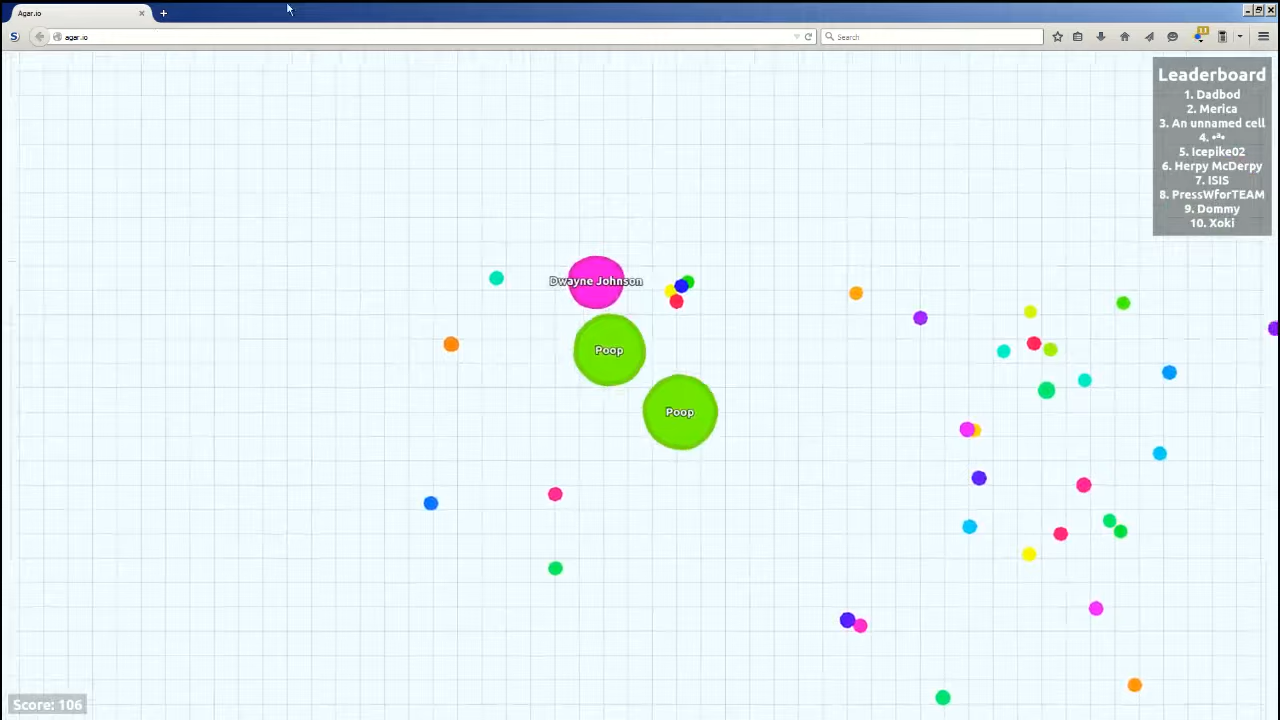 Agar.io
agar.io
Search
Leaderboard
1. Dadbod
2. Merica
3. An unnamed cell
4. •ª•
5. Icepike02
6. Herpy McDerpy
7. ISIS
8. PressWforTEAM
9. Dommy
10. Xoki
Dwayne Johnson
Poop
Poop
Score: 106